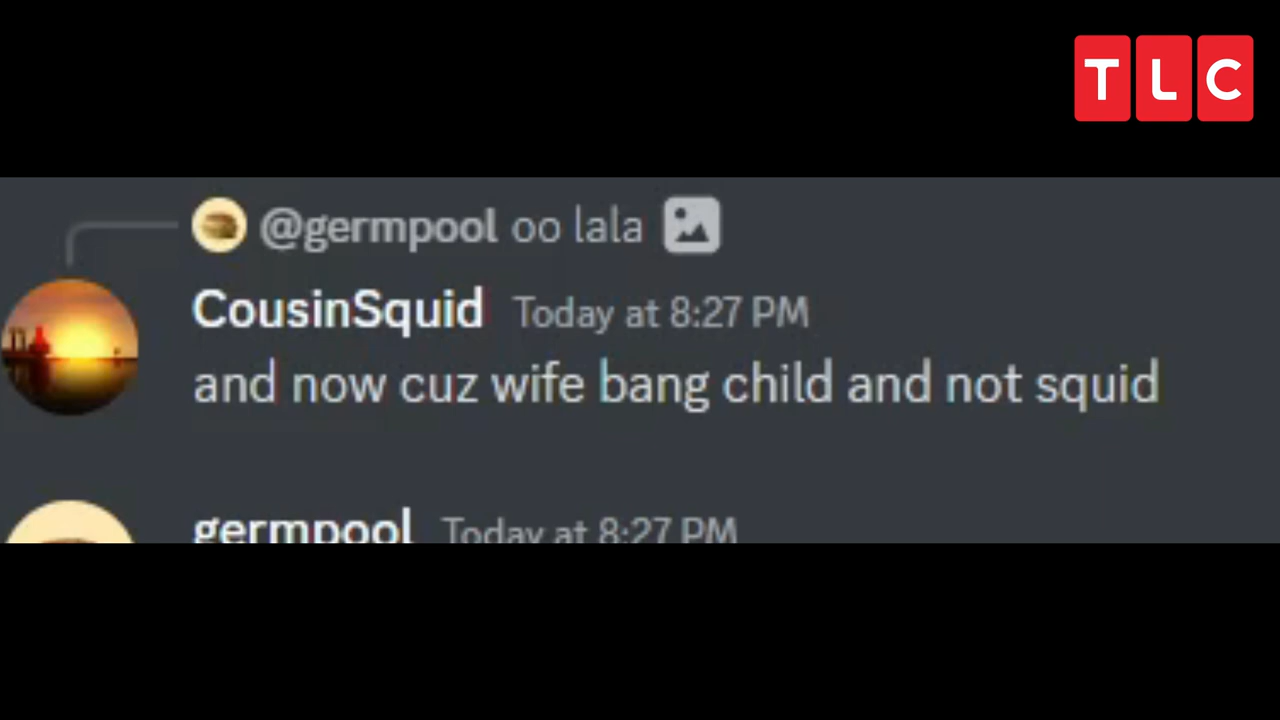 TLC
@germpool oo lala
CousinSquid Today at 8:27 PM
and now cuz wife bang child and not squid
germpool Today at 8:27 PM